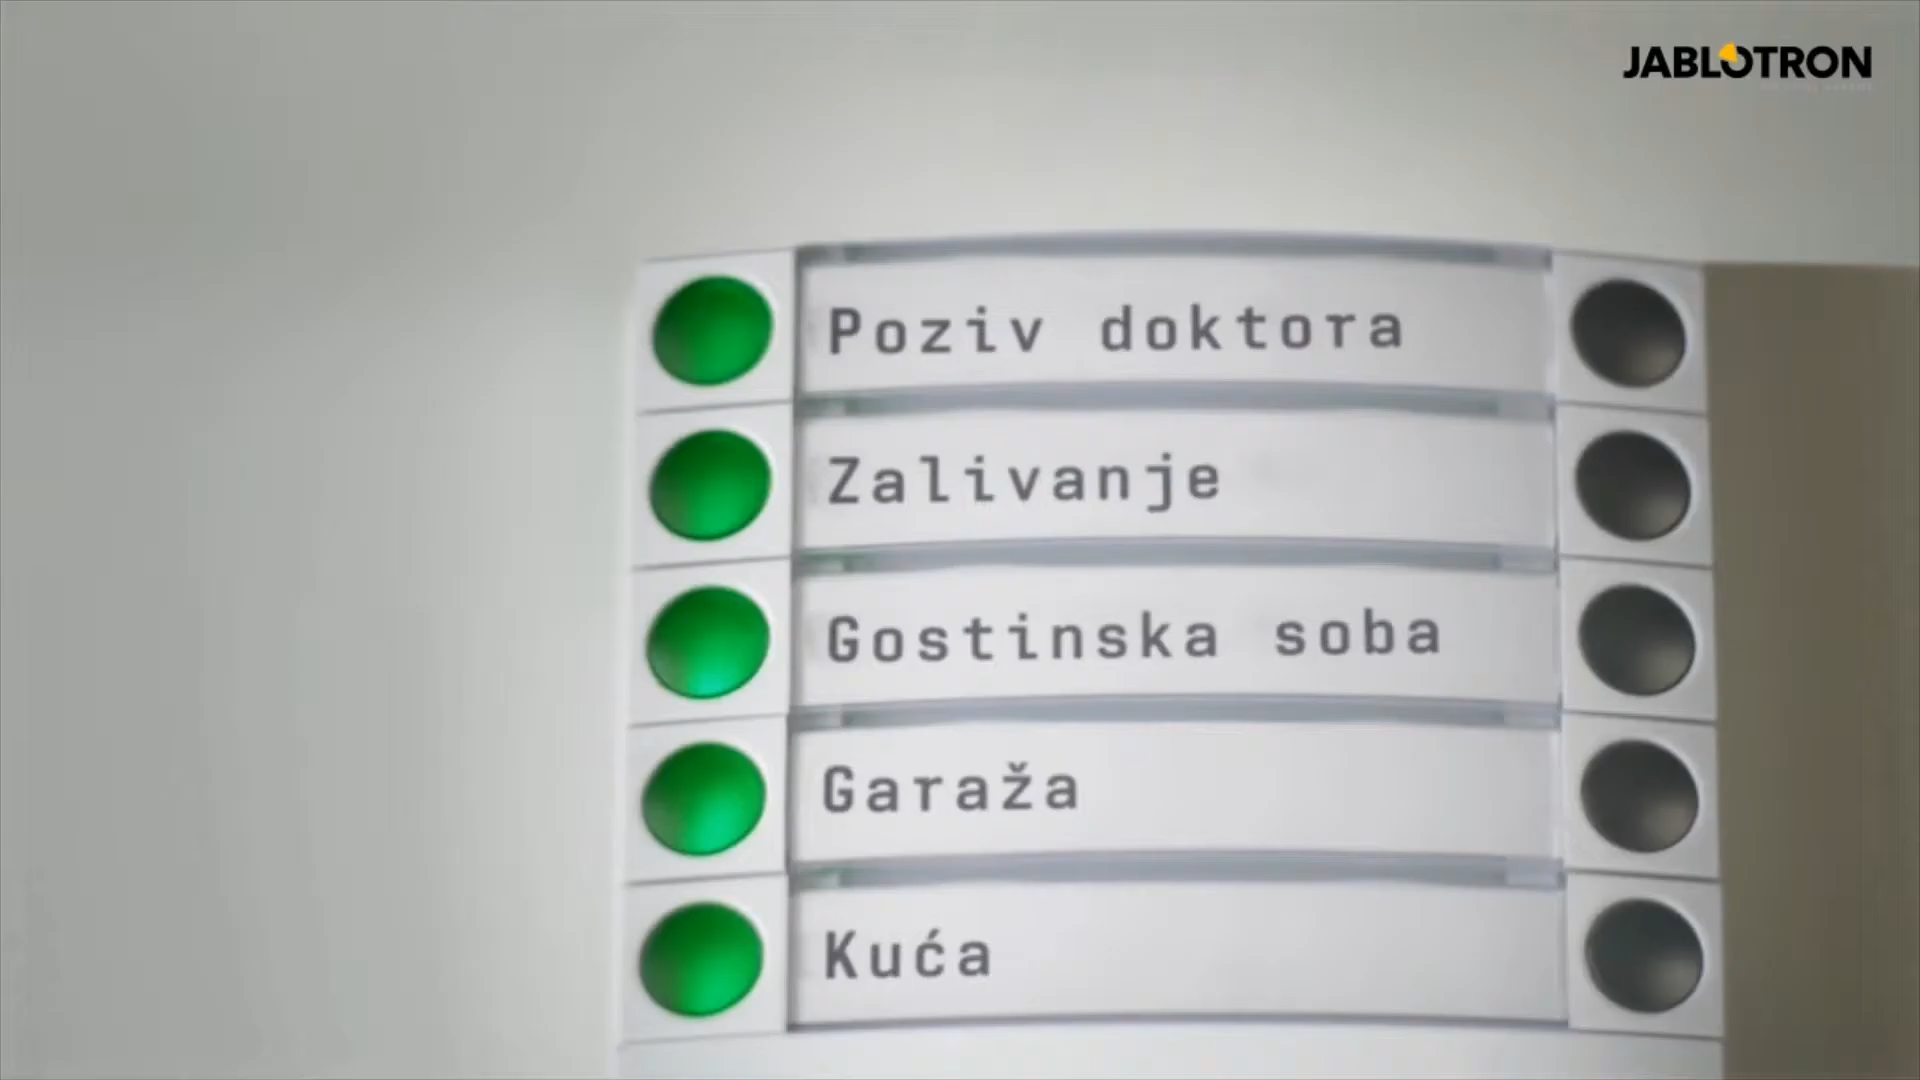 JABLOTRON
Poziv doktora
Zalivanje
Gostinska soba
Garaža
Kuća